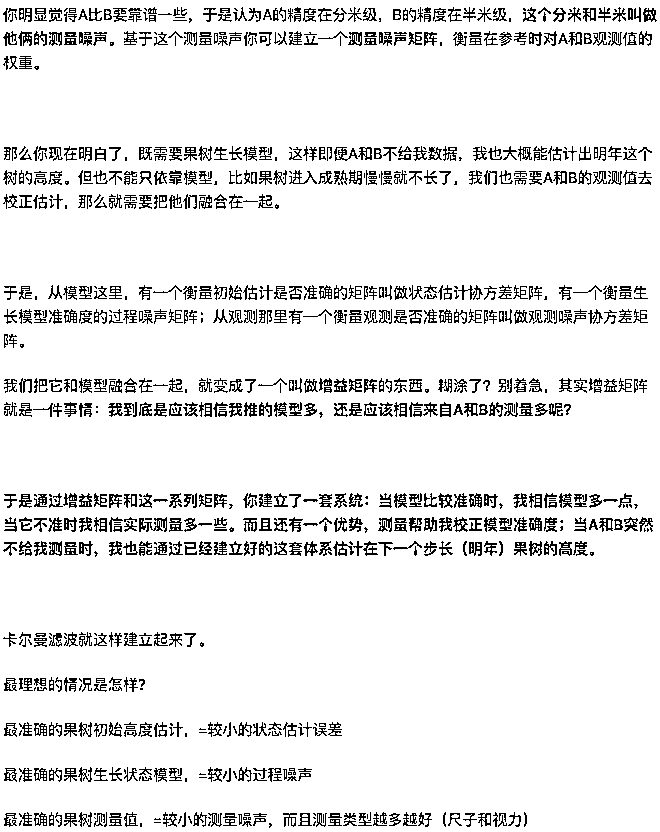 你明显觉得A比B要靠谱一些，于是认为A的精度在分米级，B的精度在半米级，这个分米和半米叫做
他俩的测量噪声。基于这个测量噪声你可以建立一个测量噪声矩阵，衡量在参考时对A和B观测值的
权重。
那么你现在明白了，既需要果树生长模型，这样即便A和B不给我数据，我也大概能估计出明年这个
树的高度。但也不能只依靠模型，比如果树进入成熟期慢慢就不长了，我们也需要A和B的观测值去
校正估计，那么就需要把他们融合在一起。
于是，从模型这里，有一个衡量初始估计是否准确的矩阵叫做状态估计协方差矩阵，有一个衡量生
长模型准确度的过程噪声矩阵；从观测那里有一个衡量观测是否准确的矩阵叫做观测噪声协方差矩
阵。
我们把它和模型融合在一起，就变成了一个叫做增益矩阵的东西。糊涂了？别着急，其实增益矩阵
就是一件事情：我到底是应该相信我推的模型多，还是应该相信来自A和B的测量多呢？
于是通过增益矩阵和这一系列矩阵，你建立了一套系统：当模型比较准确时，我相信模型多一点，
当它不准时我相信实际测量多一些。而且还有一个优势，测量帮助我校正模型准确度；当A和B突然
不给我测量时，我也能通过已经建立好的这套体系估计在下一个步长（明年）果树的高度。
卡尔曼滤波就这样建立起来了。
最理想的情况是怎样？
最准确的果树初始高度估计，=较小的状态估计误差
最准确的果树生长状态模型，=较小的过程噪声
最准确的果树测量值，=较小的测量噪声，而且测量类型越多越好（尺子和视力）